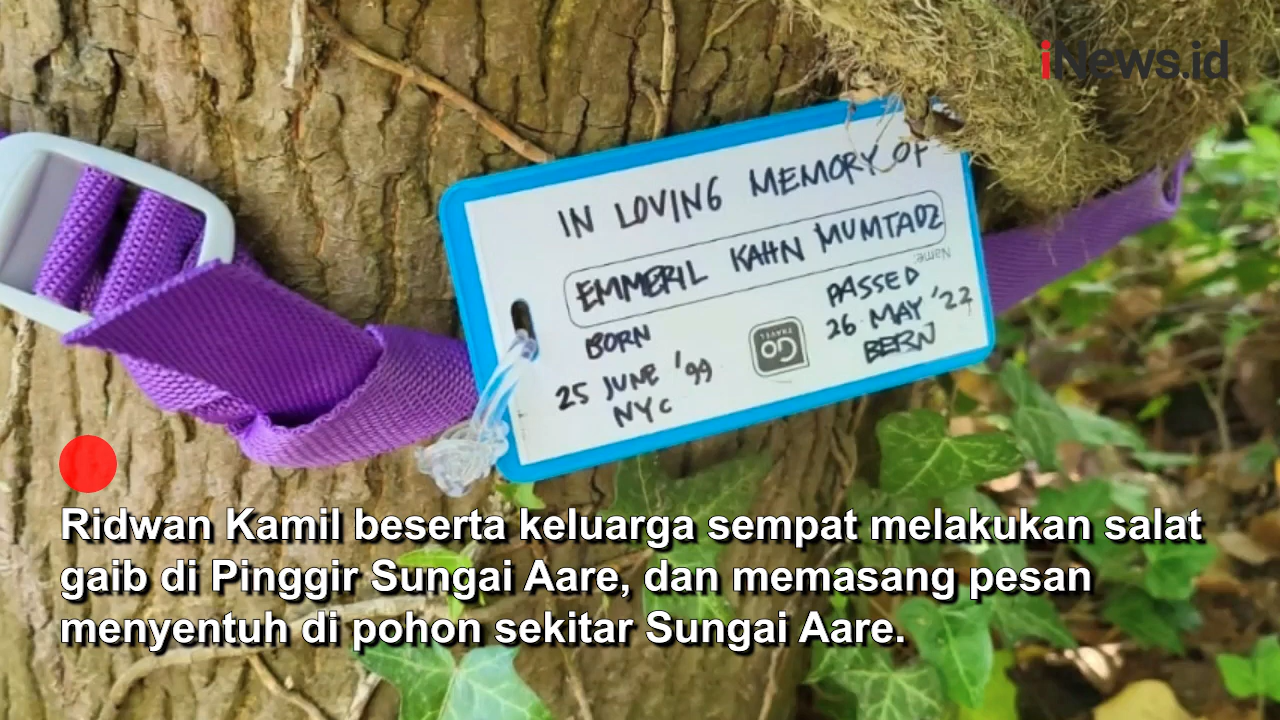 iNews.id
IN LOVING MEMORY OF
EMMERIL KAHN MUMTADZ
Name:
BORN
25 JUNE '99
NYC
GO
TRAVEL
PASSED
26 MAY '22
BERN
Ridwan Kamil beserta keluarga sempat melakukan salat
gaib di Pinggir Sungai Aare, dan memasang pesan
menyentuh di pohon sekitar Sungai Aare.